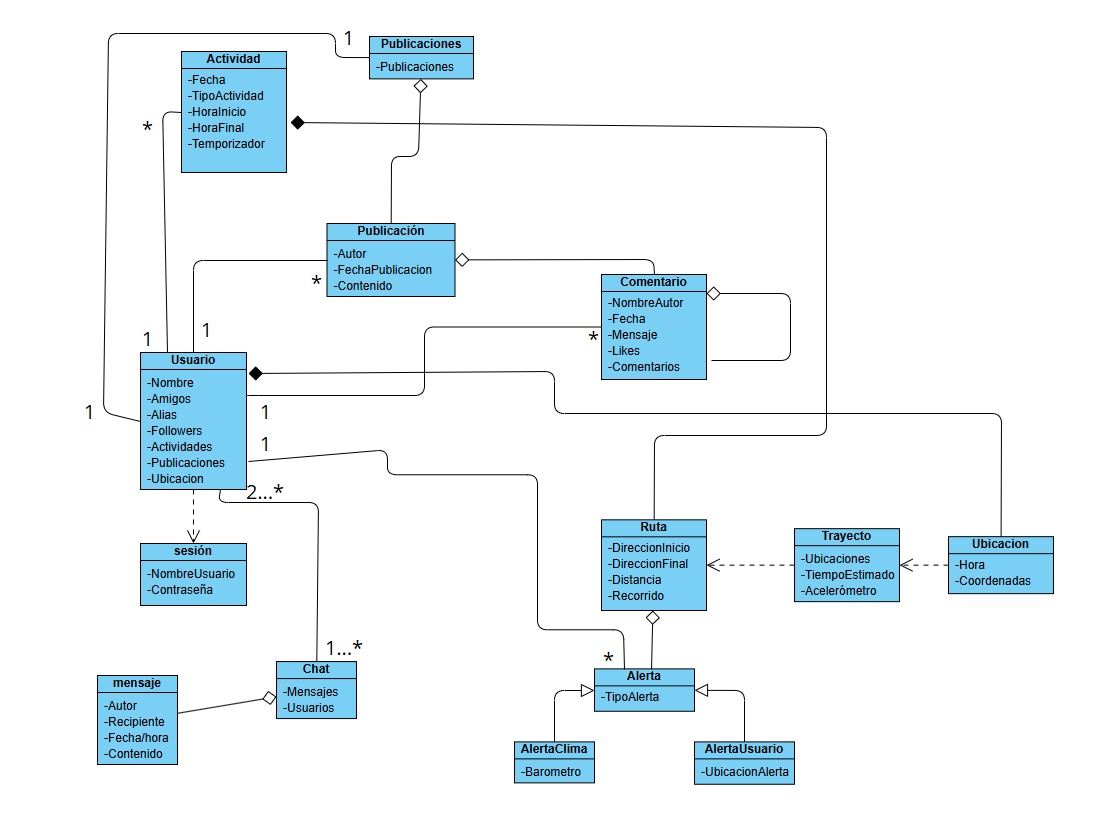 1
Publicaciones
-Publicaciones
Actividad
-Fecha
-TipoActividad
-HoraInicio
-HoraFinal
-Temporizador
*
Publicación
-Autor
-FechaPublicacion
-Contenido
*
1
1
Comentario
-NombreAutor
-Fecha
-Mensaje
-Likes
-Comentarios
*
Usuario
-Nombre
-Amigos
-Alias
-Followers
-Actividades
-Publicaciones
-Ubicacion
1
1
1
2...*
sesión
-NombreUsuario
-Contraseña
Ruta
-DireccionInicio
-DireccionFinal
-Distancia
-Recorrido
Trayecto
-Ubicaciones
-TiempoEstimado
-Acelerómetro
Ubicacion
-Hora
-Coordenadas
1...*
Chat
-Mensajes
-Usuarios
mensaje
-Autor
-Recipiente
-Fecha/hora
-Contenido
*
Alerta
-TipoAlerta
AlertaClima
-Barometro
AlertaUsuario
-UbicacionAlerta